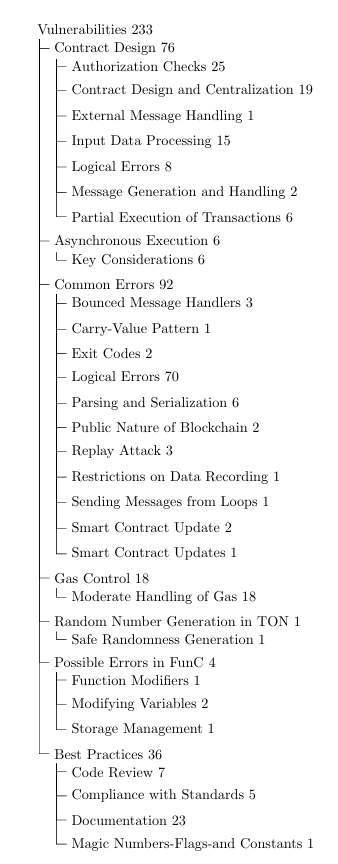 Vulnerabilities 233
Contract Design 76
Authorization Checks 25
Contract Design and Centralization 19
External Message Handling 1
Input Data Processing 15
Logical Errors 8
Message Generation and Handling 2
Partial Execution of Transactions 6
Asynchronous Execution 6
Key Considerations 6
Common Errors 92
Bounced Message Handlers 3
Carry-Value Pattern 1
Exit Codes 2
Logical Errors 70
Parsing and Serialization 6
Public Nature of Blockchain 2
Replay Attack 3
Restrictions on Data Recording 1
Sending Messages from Loops 1
Smart Contract Update 2
Smart Contract Updates 1
Gas Control 18
Moderate Handling of Gas 18
Random Number Generation in TON 1
Safe Randomness Generation 1
Possible Errors in FunC 4
Function Modifiers 1
Modifying Variables 2
Storage Management 1
Best Practices 36
Code Review 7
Compliance with Standards 5
Documentation 23
Magic Numbers-Flags-and Constants 1